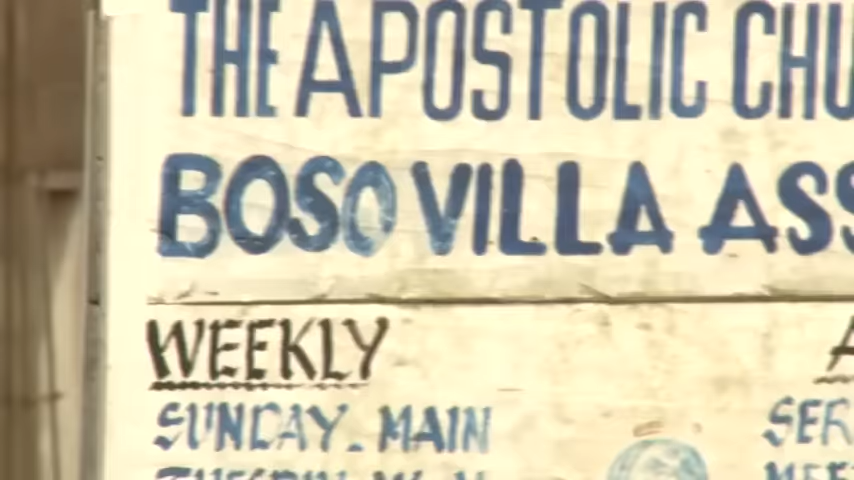 THE APOSTOLIC CHU
BOSO VILLA ASS
WEEKLY
SUNDAY. MAIN
SER